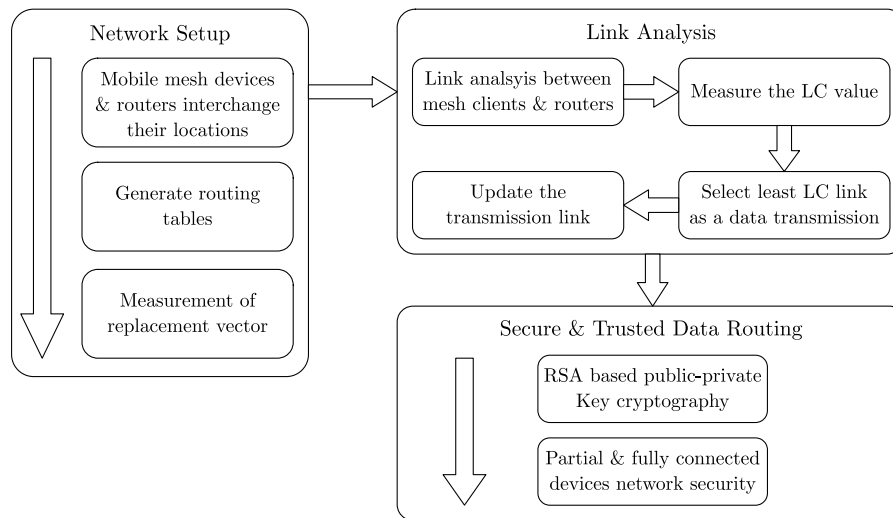 Network Setup
Mobile mesh devices
& routers interchange
their locations
Generate routing
tables
Measurement of
replacement vector
Link Analysis
Link analsyis between
mesh clients & routers
Measure the LC value
Select least LC link
as a data transmission
Update the
transmission link
Secure & Trusted Data Routing
RSA based public-private
Key cryptography
Partial & fully connected
devices network security